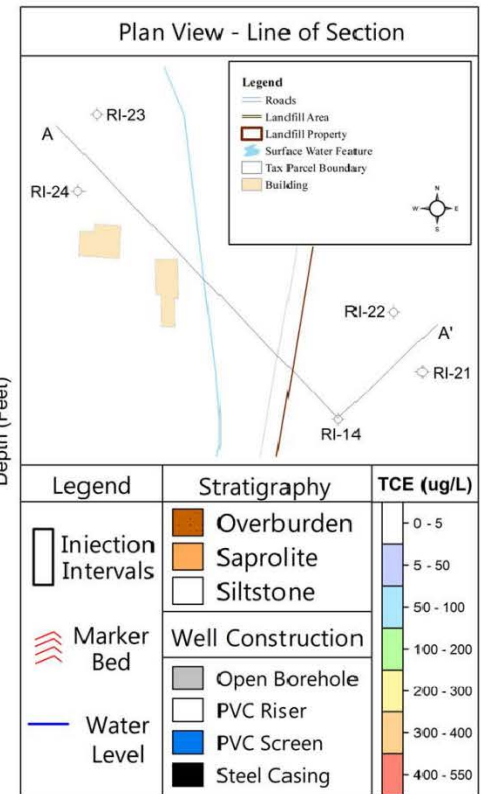 Plan View - Line of Section
Legend
Roads
Landfill Area
Landfill Property
Surface Water Feature
Tax Parcel Boundary
Building
N
W
E
S
RI-23
A
RI-24
RI-22
A'
RI-21
RI-14
Depth (Feet)
Legend
Injection
Intervals
Marker
Bed
Water
Level
Stratigraphy
Overburden
Saprolite
Siltstone
Well Construction
Open Borehole
PVC Riser
PVC Screen
Steel Casing
TCE (ug/L)
0 - 5
5 - 50
50 - 100
100 - 200
200 - 300
300 - 400
400 - 550